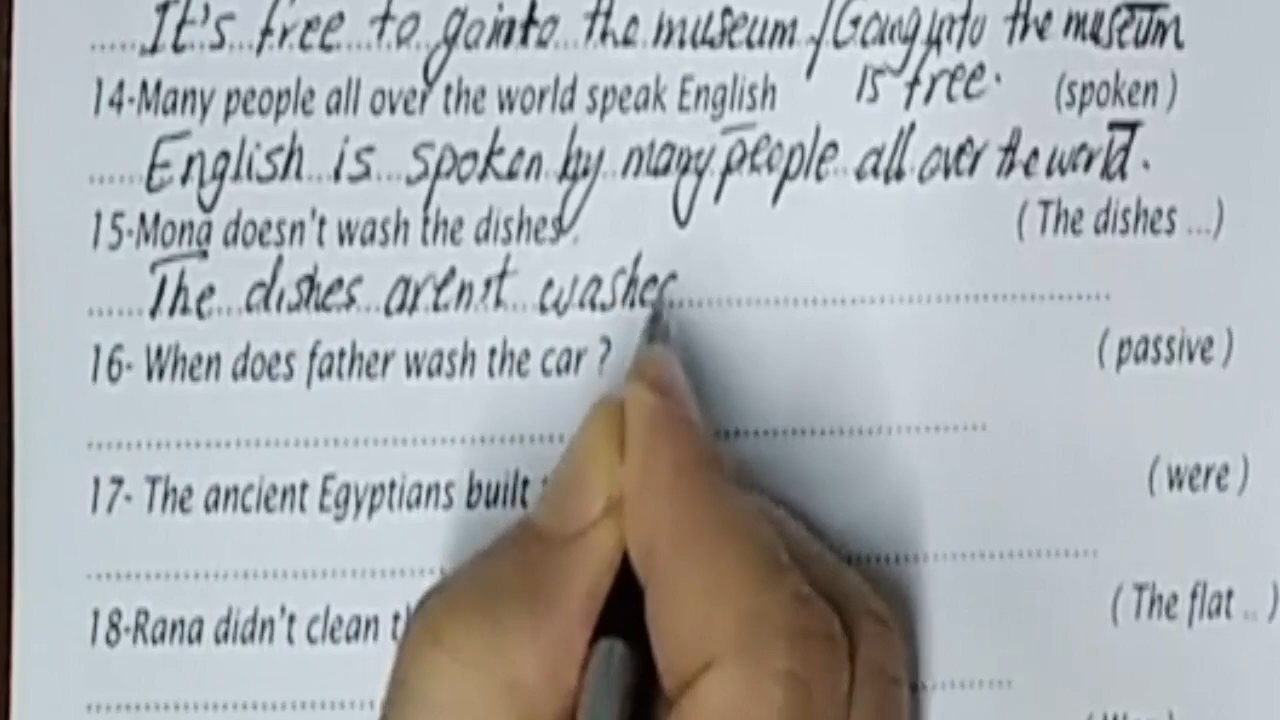 It's free to go into the museum / Going into the museum
is free.
14-Many people all over the world speak English (spoken)
English is spoken by many people all over the world.
15-Mona doesn't wash the dishes. ( The dishes ...)
The dishes aren't washe
16- When does father wash the car ? ( passive )
17- The ancient Egyptians built ( were )
18-Rana didn't clean ( The flat .. )